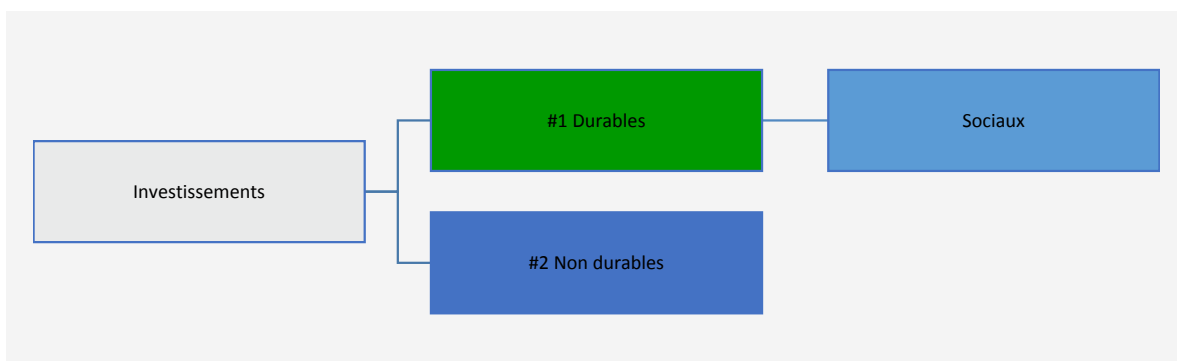 Investissements
#1 Durables
Sociaux
#2 Non durables